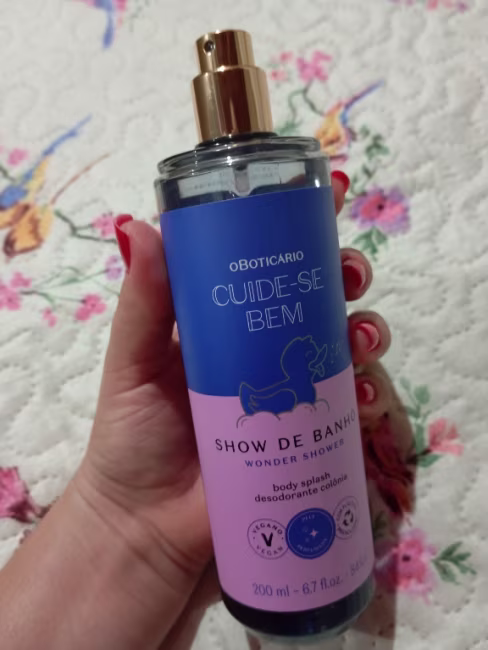 oBOTICÁRIO
CUIDE-SE
BEM
SHOW DE BANHO
WONDER SHOWER
body splash
desodorante colônia
VEGANO
V
VEGAN
200 ml ~ 6.7 fl.oz.